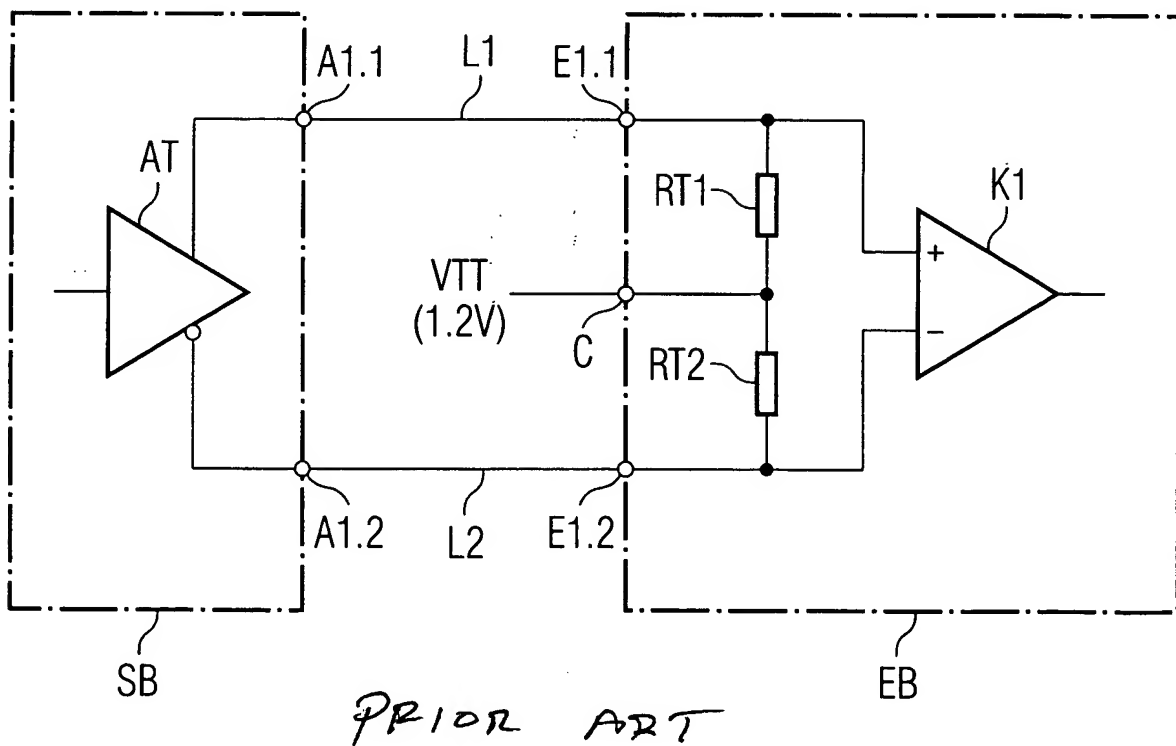 A1.1
L1
E1.1
AT
RT1
K1
+
VTT
(1.2V)
C
RT2
−
A1.2
L2
E1.2
SB
EB
PRIOR ART